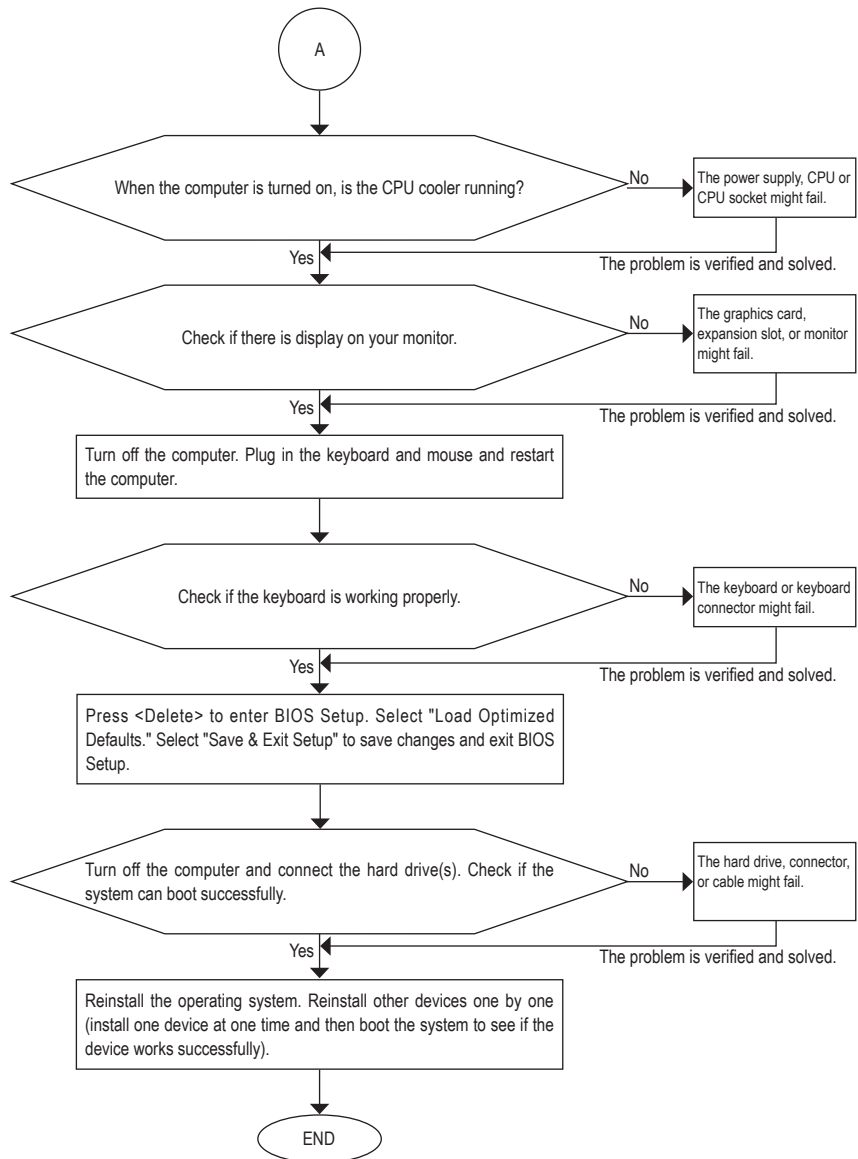 A
When the computer is turned on, is the CPU cooler running?
No
The power supply, CPU or
CPU socket might fail.
Yes
The problem is verified and solved.
Check if there is display on your monitor.
No
The graphics card,
expansion slot, or monitor
might fail.
Yes
The problem is verified and solved.
Turn off the computer. Plug in the keyboard and mouse and restart
the computer.
Check if the keyboard is working properly.
No
The keyboard or keyboard
connector might fail.
Yes
The problem is verified and solved.
Press <Delete> to enter BIOS Setup. Select "Load Optimized
Defaults." Select "Save & Exit Setup" to save changes and exit BIOS
Setup.
Turn off the computer and connect the hard drive(s). Check if the
system can boot successfully.
No
The hard drive, connector,
or cable might fail.
Yes
The problem is verified and solved.
Reinstall the operating system. Reinstall other devices one by one
(install one device at one time and then boot the system to see if the
device works successfully).
END